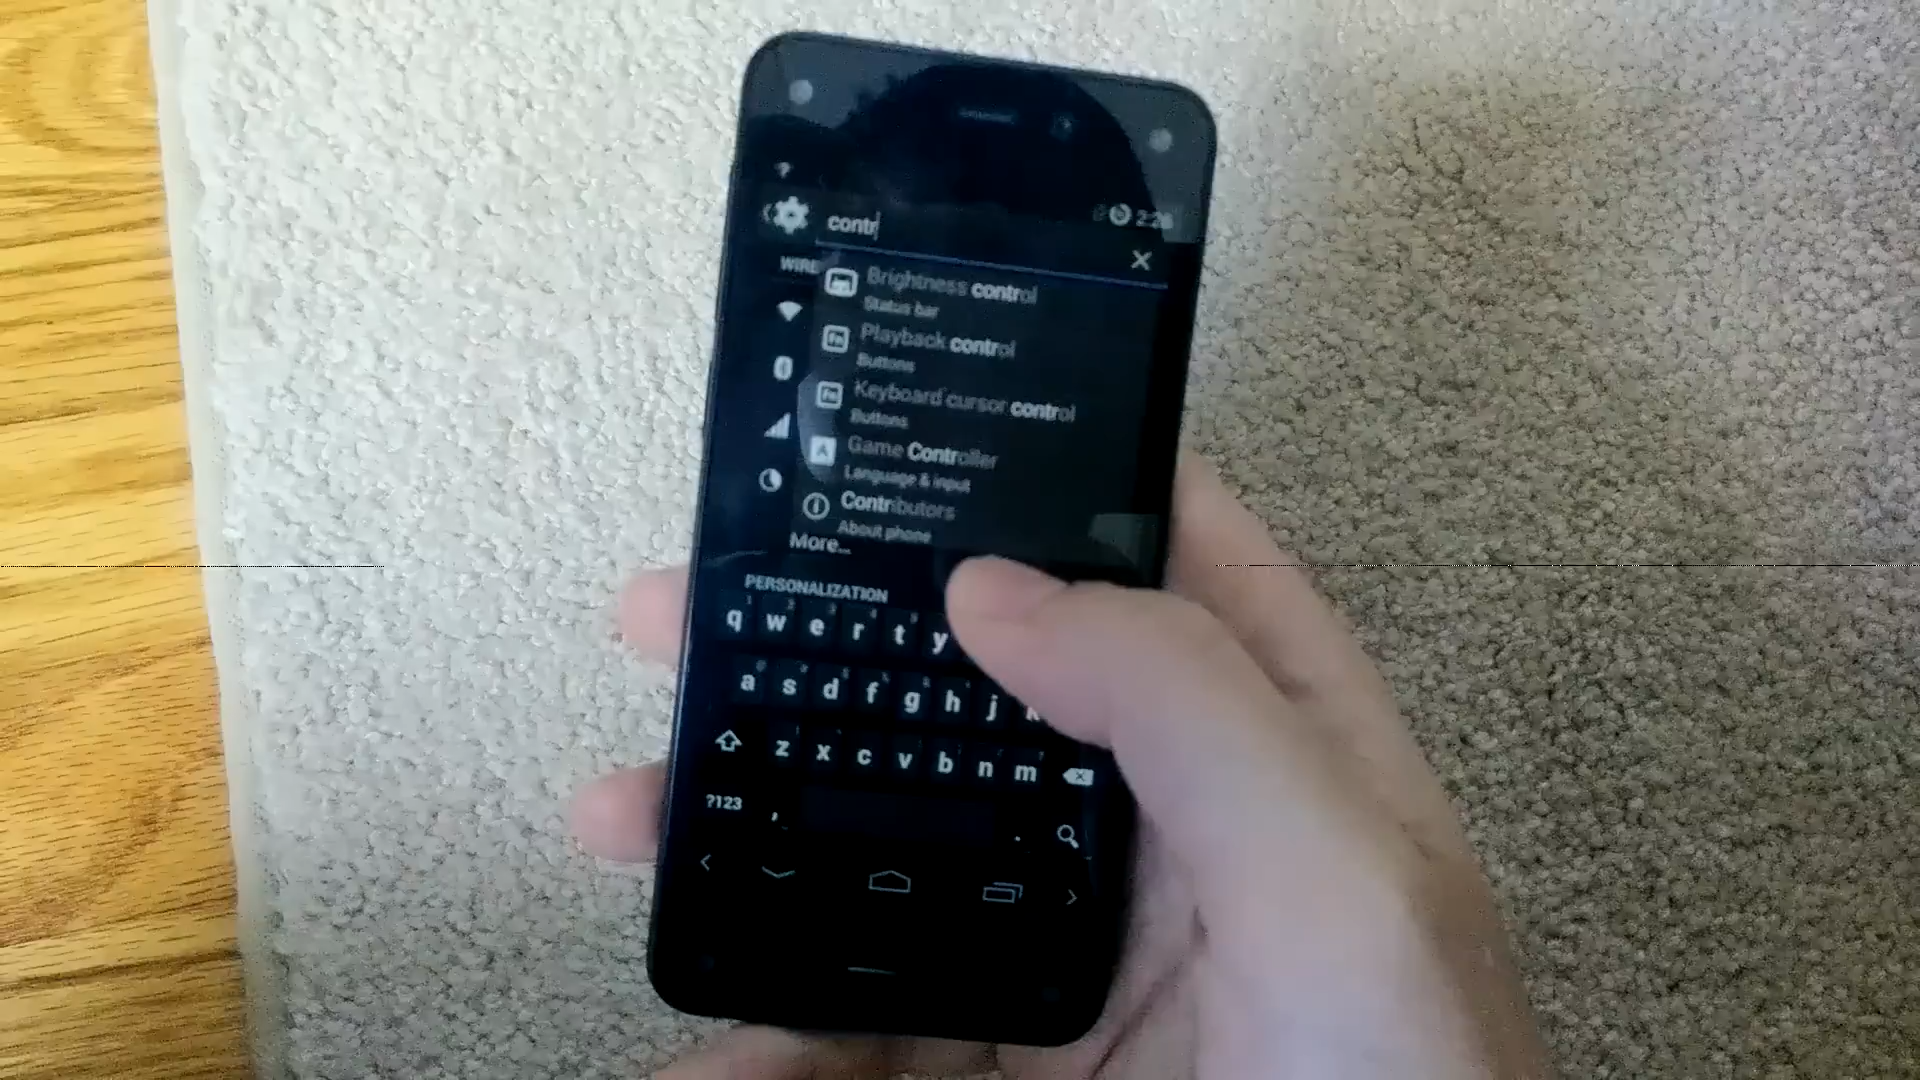 contr
WIRE
Brightness control
Status bar
Playback control
Buttons
Keyboard cursor control
Buttons
Game Controller
Language & input
Contributors
About phone
More...
PERSONALIZATION
q w e r t y
a s d f g h j
z x c v b n m
?123 , .